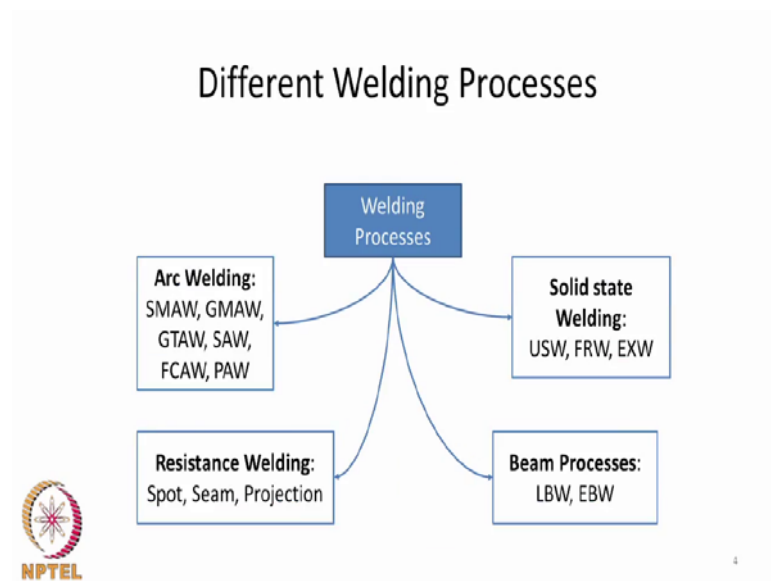 Different Welding Processes
Welding
Processes
Arc Welding:
SMAW, GMAW,
GTAW, SAW,
FCAW, PAW
Solid state
Welding:
USW, FRW, EXW
Resistance Welding:
Spot, Seam, Projection
Beam Processes:
LBW, EBW
NPTEL
4